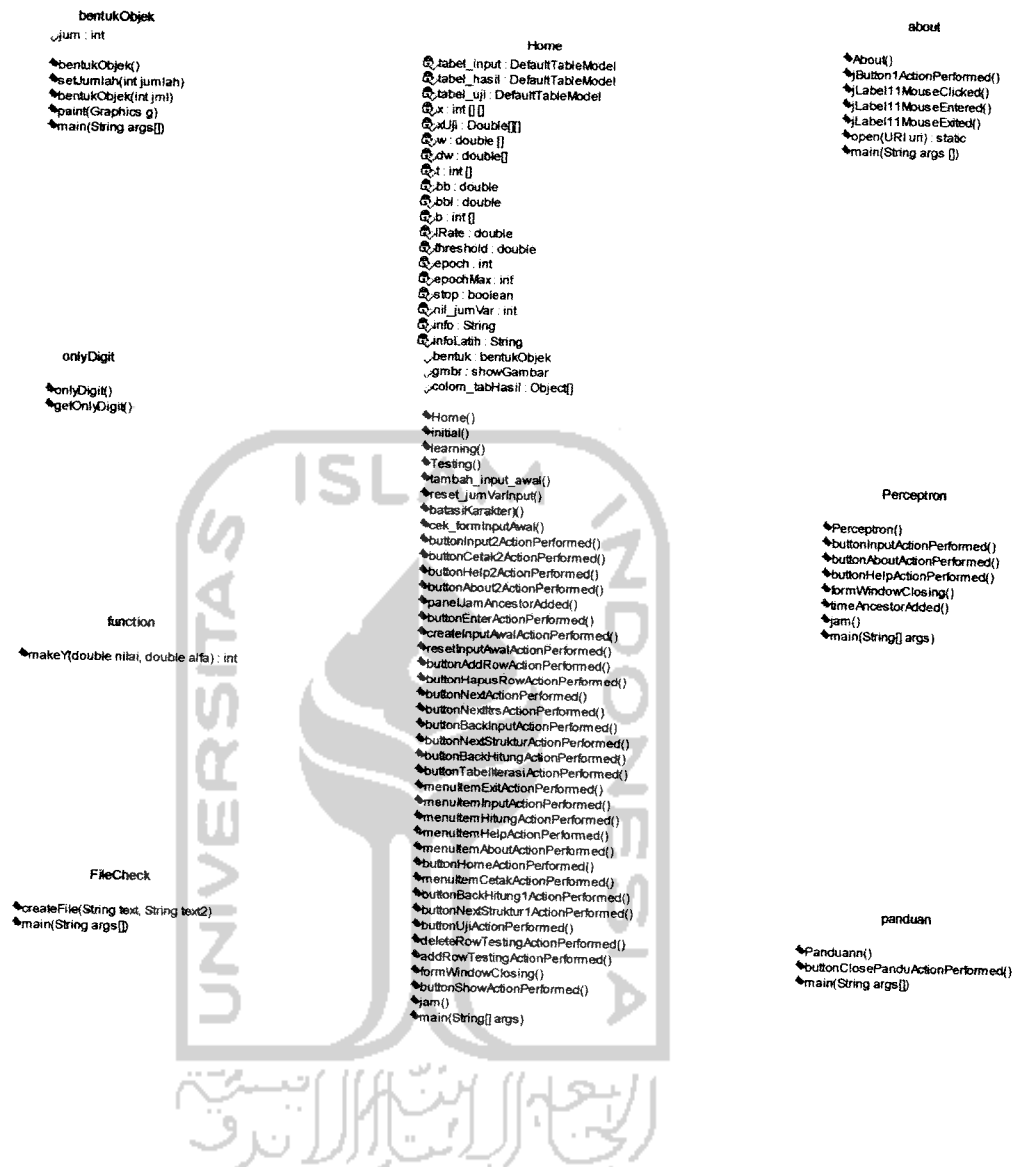 bentukObjek
jum : int
bentukObjek()
setJumlah(int jumlah)
bentukObjek(int jml)
paint(Graphics g)
main(String args[])
onlyDigit
onlyDigit()
getOnlyDigit()
function
makeY(double nilai, double alfa) : int
FileCheck
createFile(String text, String text2)
main(String args[])
Home
tabel_input : DefaultTableModel
tabel_hasil : DefaultTableModel
tabel_uji : DefaultTableModel
x : int [] []
xUji : Double[][]
w : double []
dw : double[]
t : int []
bb : double
bbl : double
b : int []
lRate : double
threshold : double
epoch : int
epochMax : int
stop : boolean
nil_jumVar : int
info : String
infoLatih : String
bentuk : bentukObjek
gmbr : showGambar
colom_tabHasil : Object[]
Home()
initial()
learning()
Testing()
tambah_input_awal()
reset_jumVarInput()
batasiKarakter)()
cek_formInputAwal()
buttonInput2ActionPerformed()
buttonCetak2ActionPerformed()
buttonHelp2ActionPerformed()
buttonAbout2ActionPerformed()
panelJamAncestorAdded()
buttonEnterActionPerformed()
createInputAwalActionPerformed()
resetInputAwalActionPerformed()
buttonAddRowActionPerformed()
buttonHapusRowActionPerformed()
buttonNextActionPerformed()
buttonNextItrsActionPerformed()
buttonBackInputActionPerformed()
buttonNextStrukturActionPerformed()
buttonBackHitungActionPerformed()
buttonTabelIterasiActionPerformed()
menuItemExitActionPerformed()
menuItemInputActionPerformed()
menuItemHitungActionPerformed()
menuItemHelpActionPerformed()
menuItemAboutActionPerformed()
buttonHomeActionPerformed()
menuItemCetakActionPerformed()
buttonBackHitung1ActionPerformed()
buttonNextStruktur1ActionPerformed()
buttonUjiActionPerformed()
deleteRowTestingActionPerformed()
addRowTestingActionPerformed()
formWindowClosing()
buttonShowActionPerformed()
jam()
main(String[] args)
about
About()
jButton1ActionPerformed()
jLabel11MouseClicked()
jLabel11MouseEntered()
jLabel11MouseExited()
open(URI uri) : static
main(String args [])
Perceptron
Perceptron()
buttonInputActionPerformed()
buttonAboutActionPerformed()
buttonHelpActionPerformed()
formWindowClosing()
timeAncestorAdded()
jam()
main(String[] args)
panduan
Panduann()
buttonClosePanduActionPerformed()
main(String args[])
UNIVERSITAS
ISLAM
INDONESIA